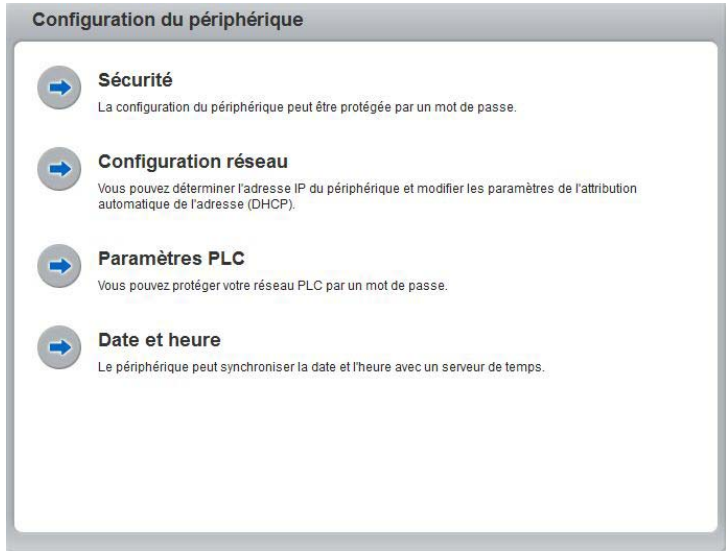 Configuration du périphérique
Sécurité
La configuration du périphérique peut être protégée par un mot de passe.
Configuration réseau
Vous pouvez déterminer l'adresse IP du périphérique et modifier les paramètres de l'attribution
automatique de l'adresse (DHCP).
Paramètres PLC
Vous pouvez protéger votre réseau PLC par un mot de passe.
Date et heure
Le périphérique peut synchroniser la date et l'heure avec un serveur de temps.